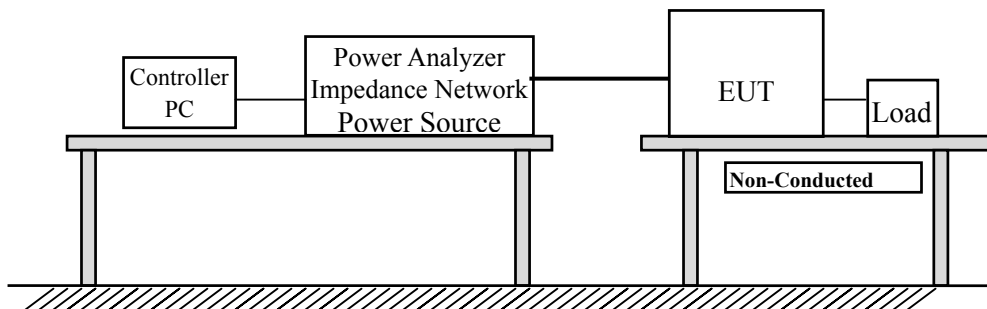 Controller
PC
Power Analyzer
Impedance Network
Power Source
EUT
Load
Non-Conducted